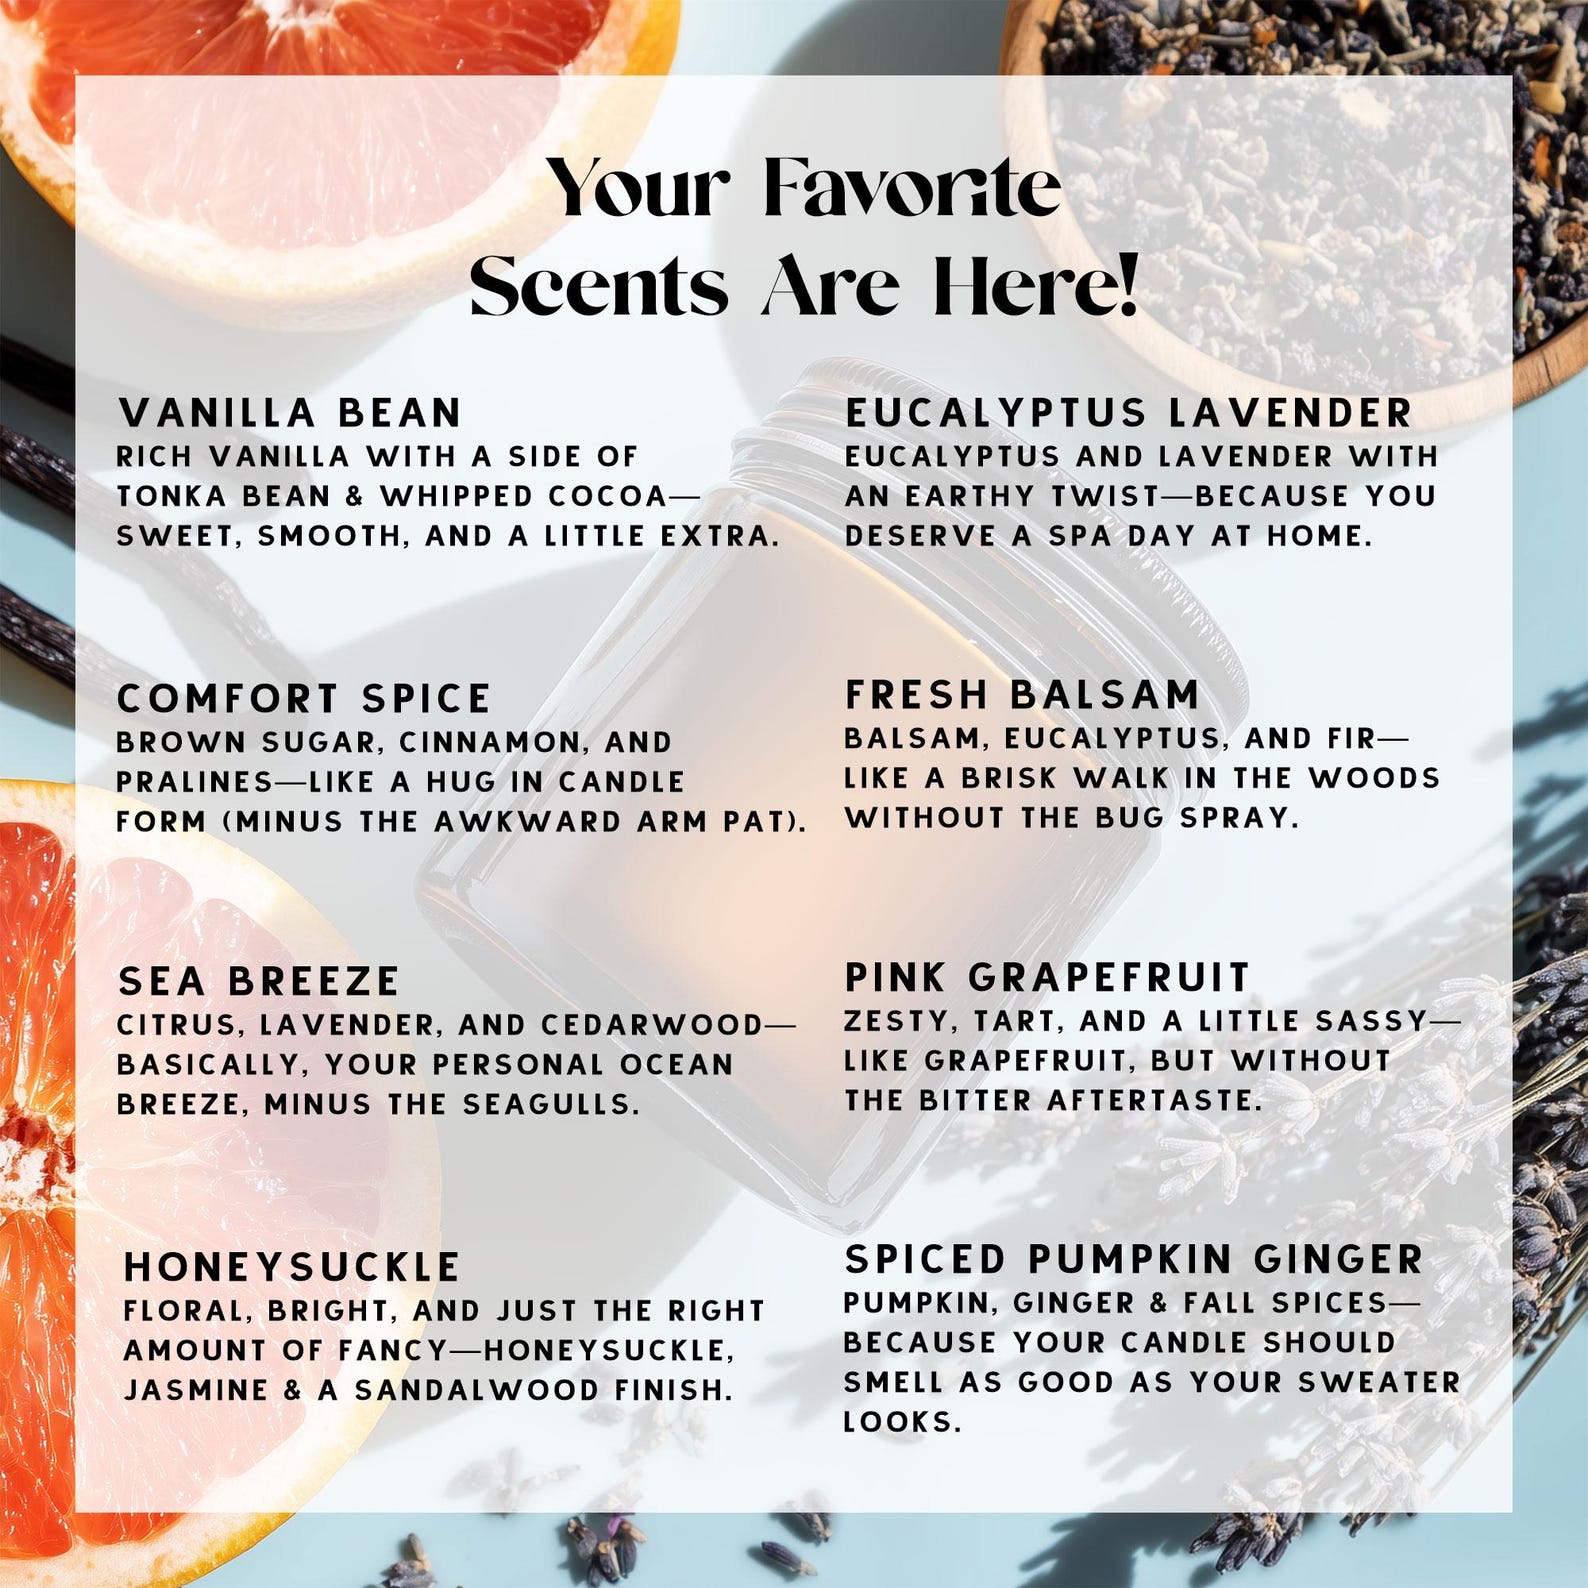 Your Favorite
Scents Are Here!
VANILLA BEAN
RICH VANILLA WITH A SIDE OF
TONKA BEAN & WHIPPED COCOA—
SWEET, SMOOTH, AND A LITTLE EXTRA.
EUCALYPTUS LAVENDER
EUCALYPTUS AND LAVENDER WITH
AN EARTHY TWIST—BECAUSE YOU
DESERVE A SPA DAY AT HOME.
COMFORT SPICE
BROWN SUGAR, CINNAMON, AND
PRALINES—LIKE A HUG IN CANDLE
FORM (MINUS THE AWKWARD ARM PAT).
FRESH BALSAM
BALSAM, EUCALYPTUS, AND FIR—
LIKE A BRISK WALK IN THE WOODS
WITHOUT THE BUG SPRAY.
SEA BREEZE
CITRUS, LAVENDER, AND CEDARWOOD—
BASICALLY, YOUR PERSONAL OCEAN
BREEZE, MINUS THE SEAGULLS.
PINK GRAPEFRUIT
ZESTY, TART, AND A LITTLE SASSY—
LIKE GRAPEFRUIT, BUT WITHOUT
THE BITTER AFTERTASTE.
HONEYSUCKLE
FLORAL, BRIGHT, AND JUST THE RIGHT
AMOUNT OF FANCY—HONEYSUCKLE,
JASMINE & A SANDALWOOD FINISH.
SPICED PUMPKIN GINGER
PUMPKIN, GINGER & FALL SPICES—
BECAUSE YOUR CANDLE SHOULD
SMELL AS GOOD AS YOUR SWEATER
LOOKS.